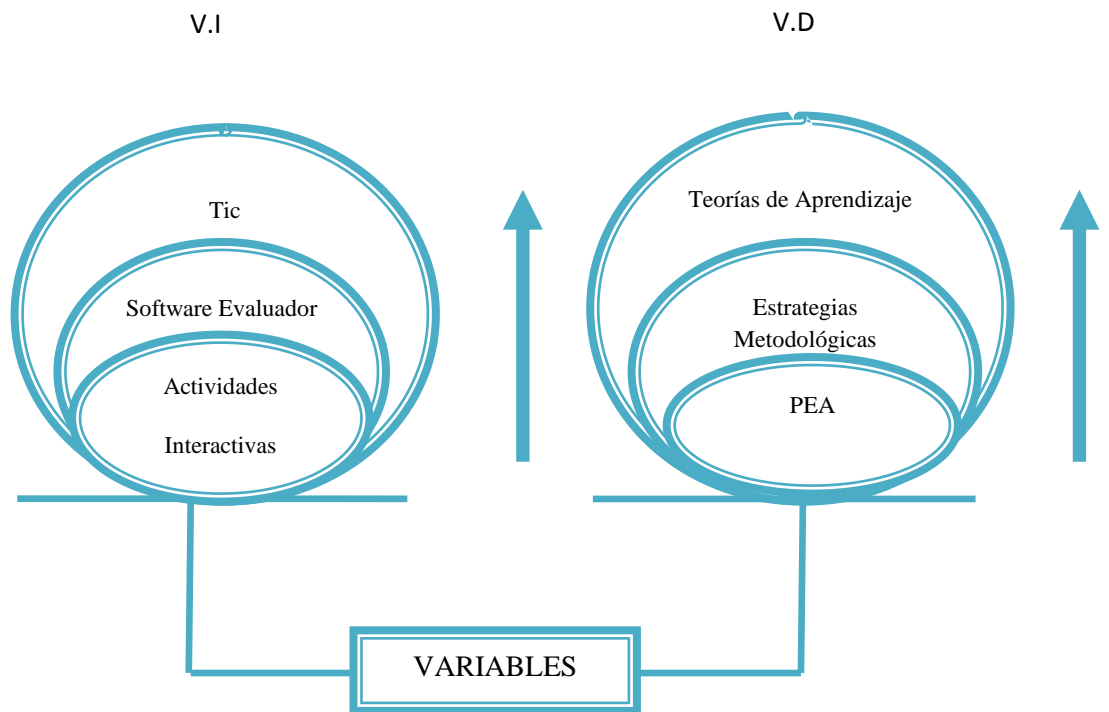 V.I
V.D
Tic
Software Evaluador
Actividades
Interactivas
Teorías de Aprendizaje
Estrategias
Metodológicas
PEA
VARIABLES